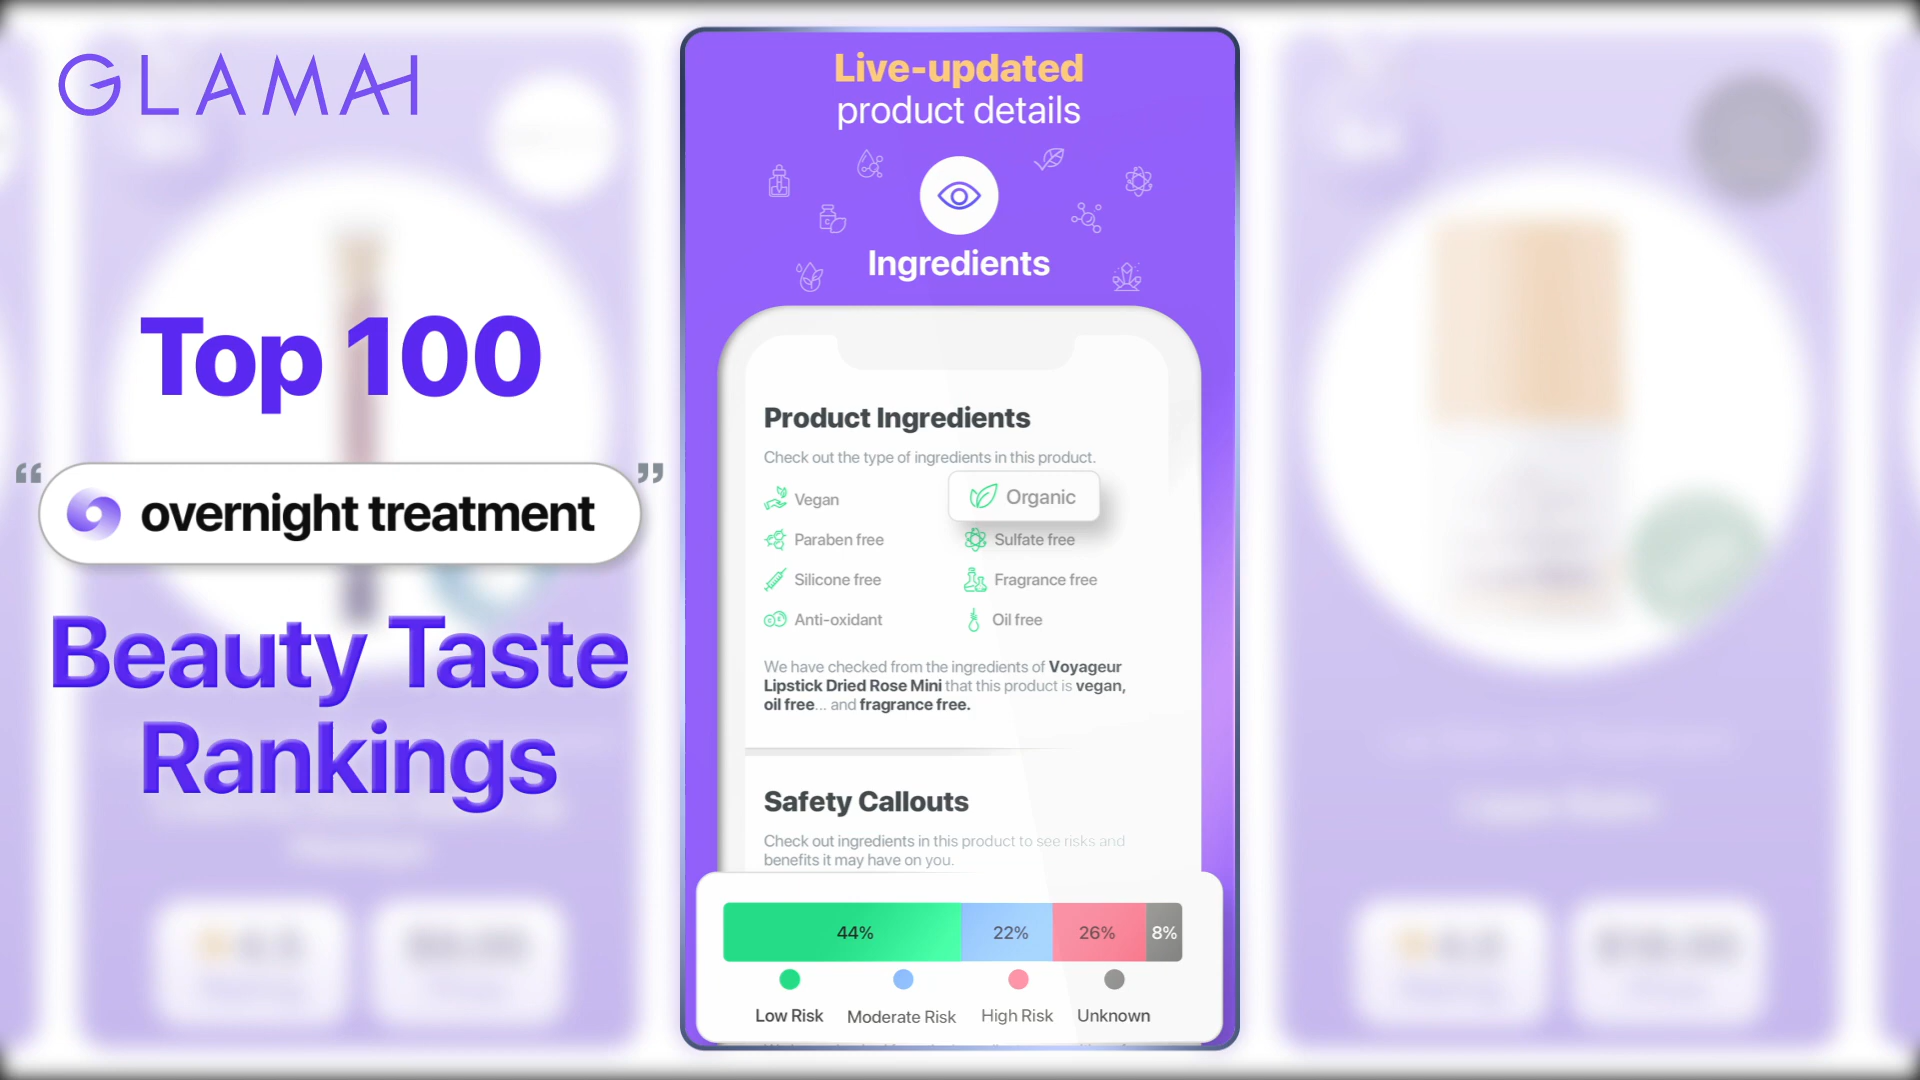 GLAMAI
Top 100
“ overnight treatment ”
Beauty Taste
Rankings
Live-updated
product details
Ingredients
Product Ingredients
Check out the type of ingredients in this product.
Vegan
Organic
Paraben free
Sulfate free
Silicone free
Fragrance free
Anti-oxidant
Oil free
We have checked from the ingredients of Voyageur
Lipstick Dried Rose Mini that this product is vegan,
oil free... and fragrance free.
Safety Callouts
Check out ingredients in this product to see risks and
benefits it may have on you.
44%
22%
26%
8%
Low Risk
Moderate Risk
High Risk
Unknown